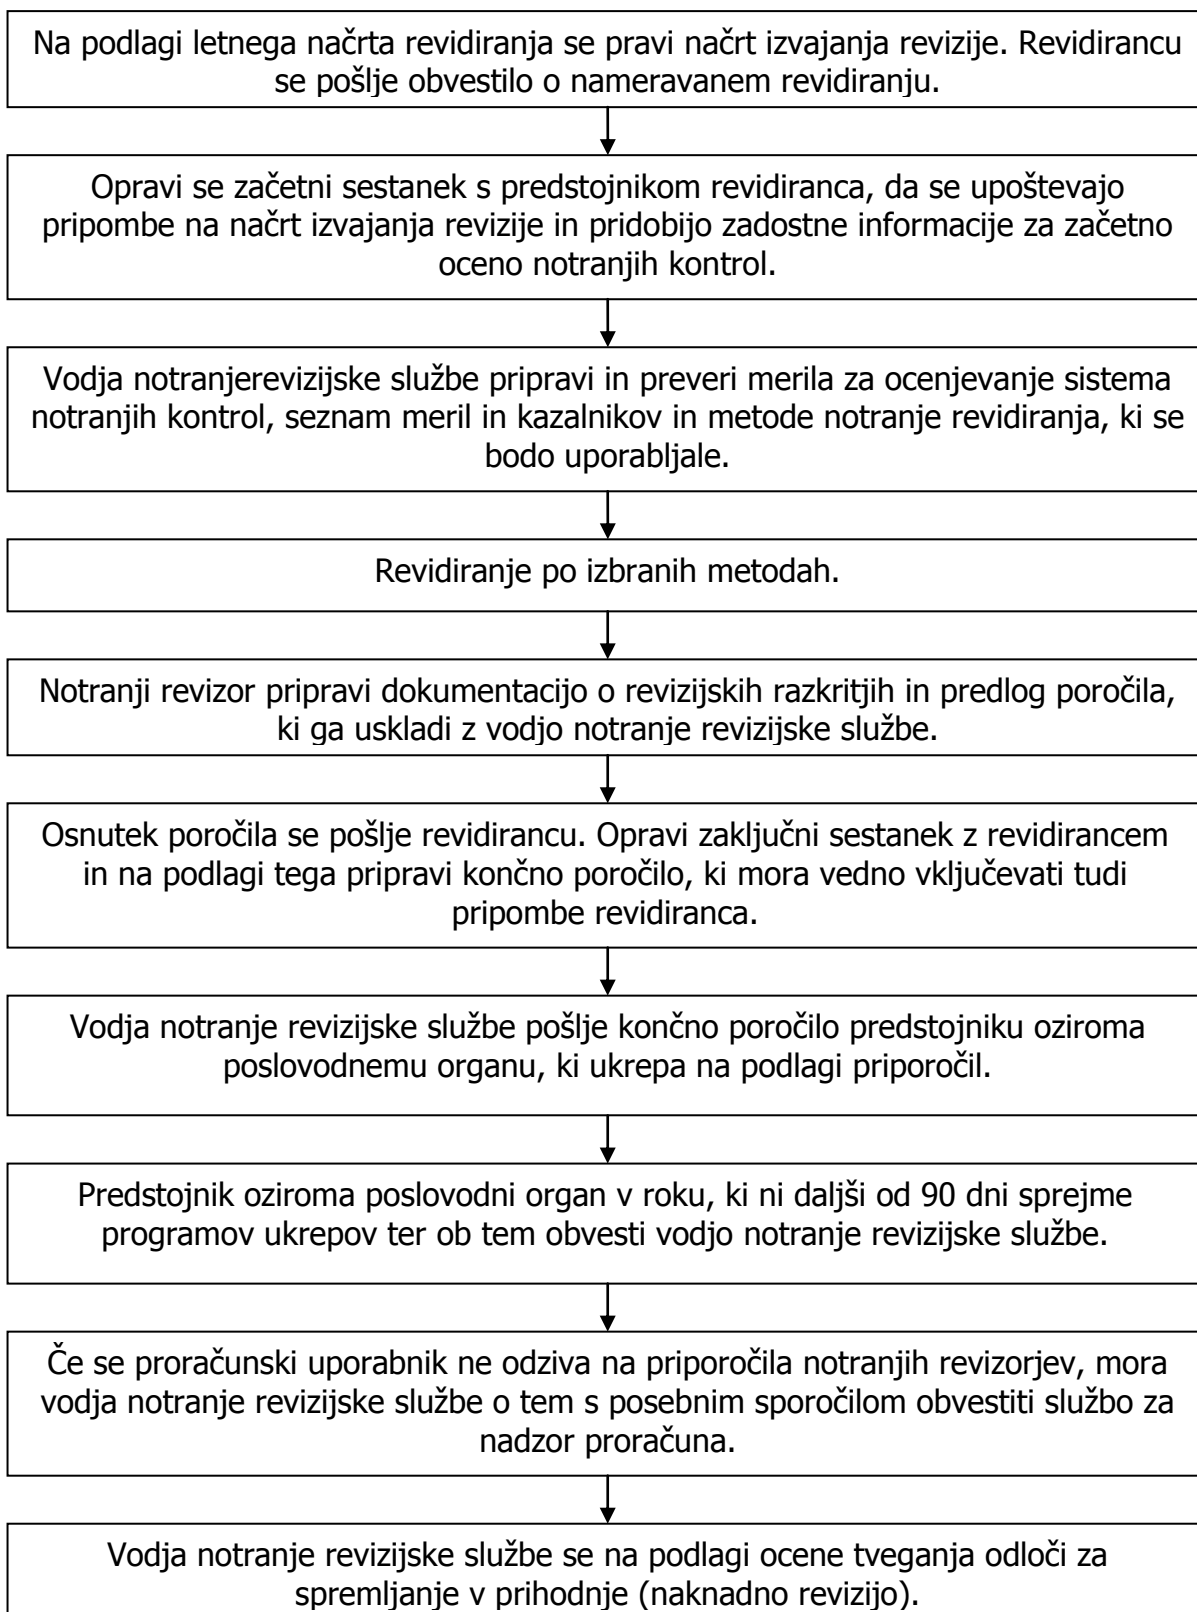 Na podlagi letnega načrta revidiranja se pravi načrt izvajanja revizije. Revidirancu
se pošlje obvestilo o nameravanem revidiranju.
Opravi se začetni sestanek s predstojnikom revidiranca, da se upoštevajo
pripombe na načrt izvajanja revizije in pridobijo zadostne informacije za začetno
oceno notranjih kontrol.
Vodja notranjerevizijske službe pripravi in preveri merila za ocenjevanje sistema
notranjih kontrol, seznam meril in kazalnikov in metode notranje revidiranja, ki se
bodo uporabljale.
Revidiranje po izbranih metodah.
Notranji revizor pripravi dokumentacijo o revizijskih razkritjih in predlog poročila,
ki ga uskladi z vodjo notranje revizijske službe.
Osnutek poročila se pošlje revidirancu. Opravi zaključni sestanek z revidirancem
in na podlagi tega pripravi končno poročilo, ki mora vedno vključevati tudi
pripombe revidiranca.
Vodja notranje revizijske službe pošlje končno poročilo predstojniku oziroma
poslovodnemu organu, ki ukrepa na podlagi priporočil.
Predstojnik oziroma poslovodni organ v roku, ki ni daljši od 90 dni sprejme
programov ukrepov ter ob tem obvesti vodjo notranje revizijske službe.
Če se proračunski uporabnik ne odziva na priporočila notranjih revizorjev, mora
vodja notranje revizijske službe o tem s posebnim sporočilom obvestiti službo za
nadzor proračuna.
Vodja notranje revizijske službe se na podlagi ocene tveganja odloči za
spremljanje v prihodnje (naknadno revizijo).